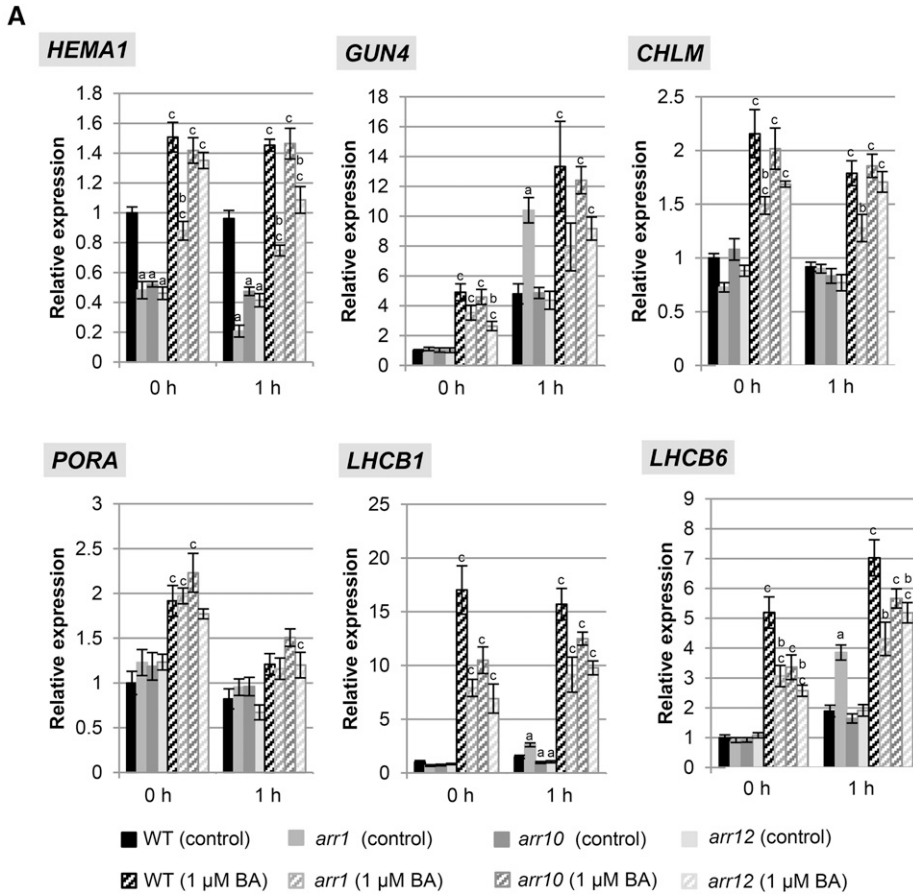 A
HEMA1
GUN4
CHLM
Relative expression
1.8
1.6
1.4
1.2
1
0.8
0.6
0.4
0.2
0
c
a a a
c
b
c
c
a
a
a
c
b
c
c
b
c
0 h
1 h
Relative expression
18
16
14
12
10
8
6
4
2
0
c
c
c
b
c
a
c
c
c
0 h
1 h
Relative expression
2.5
2
1.5
1
0.5
0
c
b
c
c
c
c
b
c
c
0 h
1 h
PORA
LHCB1
LHCB6
Relative expression
3
2.5
2
1.5
1
0.5
0
c
c
c
c
0 h
1 h
Relative expression
25
20
15
10
5
0
c
c
c
c
a
a a
c
c
c
c
0 h
1 h
Relative expression
9
8
7
6
5
4
3
2
1
0
c
b
c
c
b
c
a
c
b
c
b
c
0 h
1 h
WT (control)
arr1 (control)
arr10 (control)
arr12 (control)
WT (1 µM BA)
arr1 (1 µM BA)
arr10 (1 µM BA)
arr12 (1 µM BA)